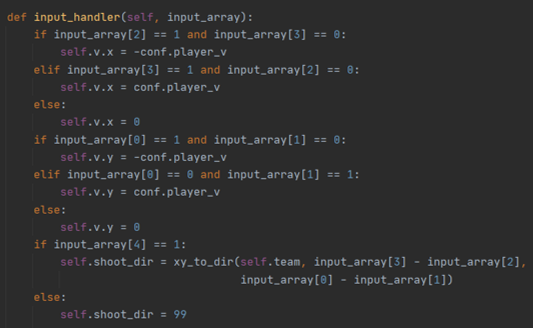 def input_handler(self, input_array):
    if input_array[2] == 1 and input_array[3] == 0:
        self.v.x = -conf.player_v
    elif input_array[3] == 1 and input_array[2] == 0:
        self.v.x = conf.player_v
    else:
        self.v.x = 0
    if input_array[0] == 1 and input_array[1] == 0:
        self.v.y = -conf.player_v
    elif input_array[0] == 0 and input_array[1] == 1:
        self.v.y = conf.player_v
    else:
        self.v.y = 0
    if input_array[4] == 1:
        self.shoot_dir = xy_to_dir(self.team, input_array[3] - input_array[2],
                                   input_array[0] - input_array[1])
    else:
        self.shoot_dir = 99